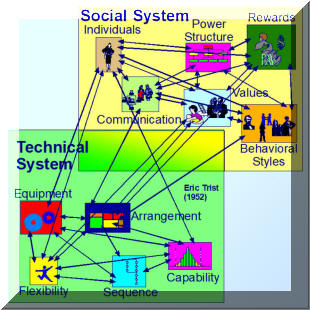 Social System
Rewards
Individuals
Power
Structure
Values
Communication
Behavioral
Styles
Technical
System
Eric Trist
(1952)
Equipment
Arrangement
Capability
Flexibility
Sequence